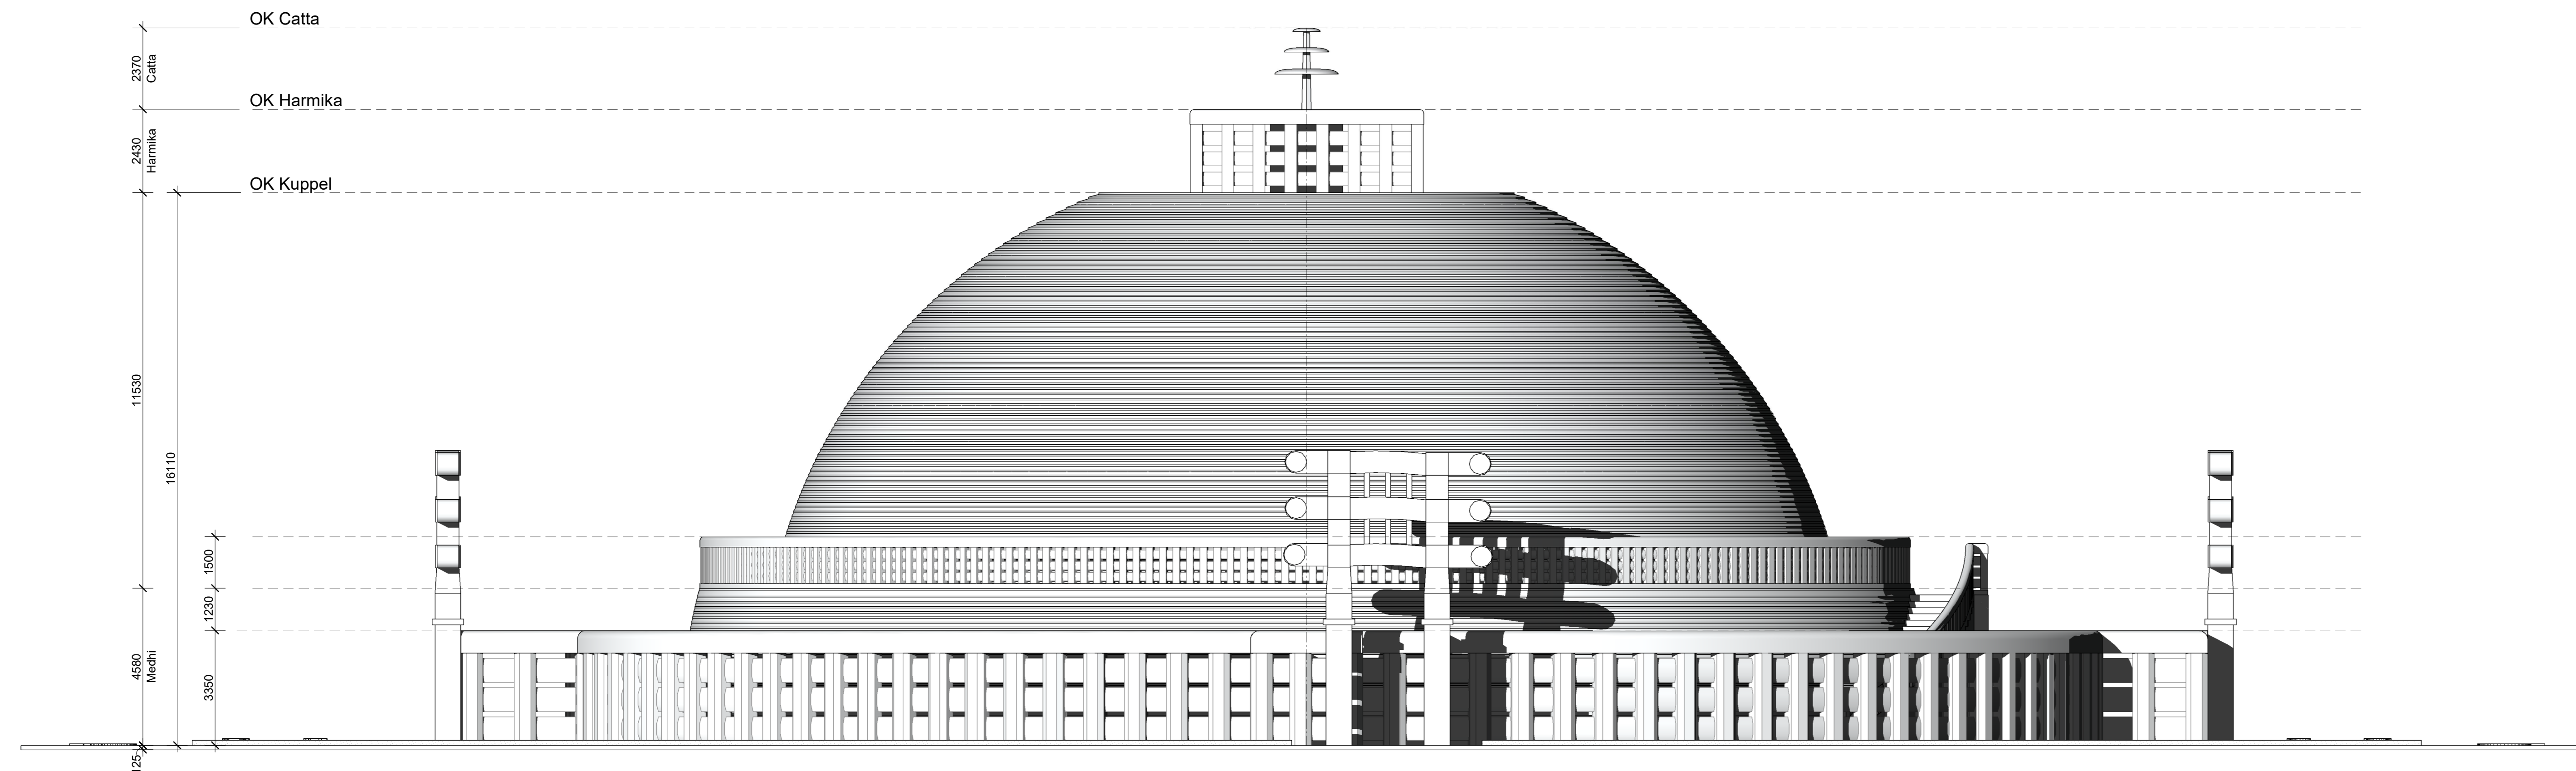 OK Catta
2370
Catta
OK Harmika
2430
Harmika
OK Kuppel
11530
16110
1500
1230
4580
Medhi
3350
125